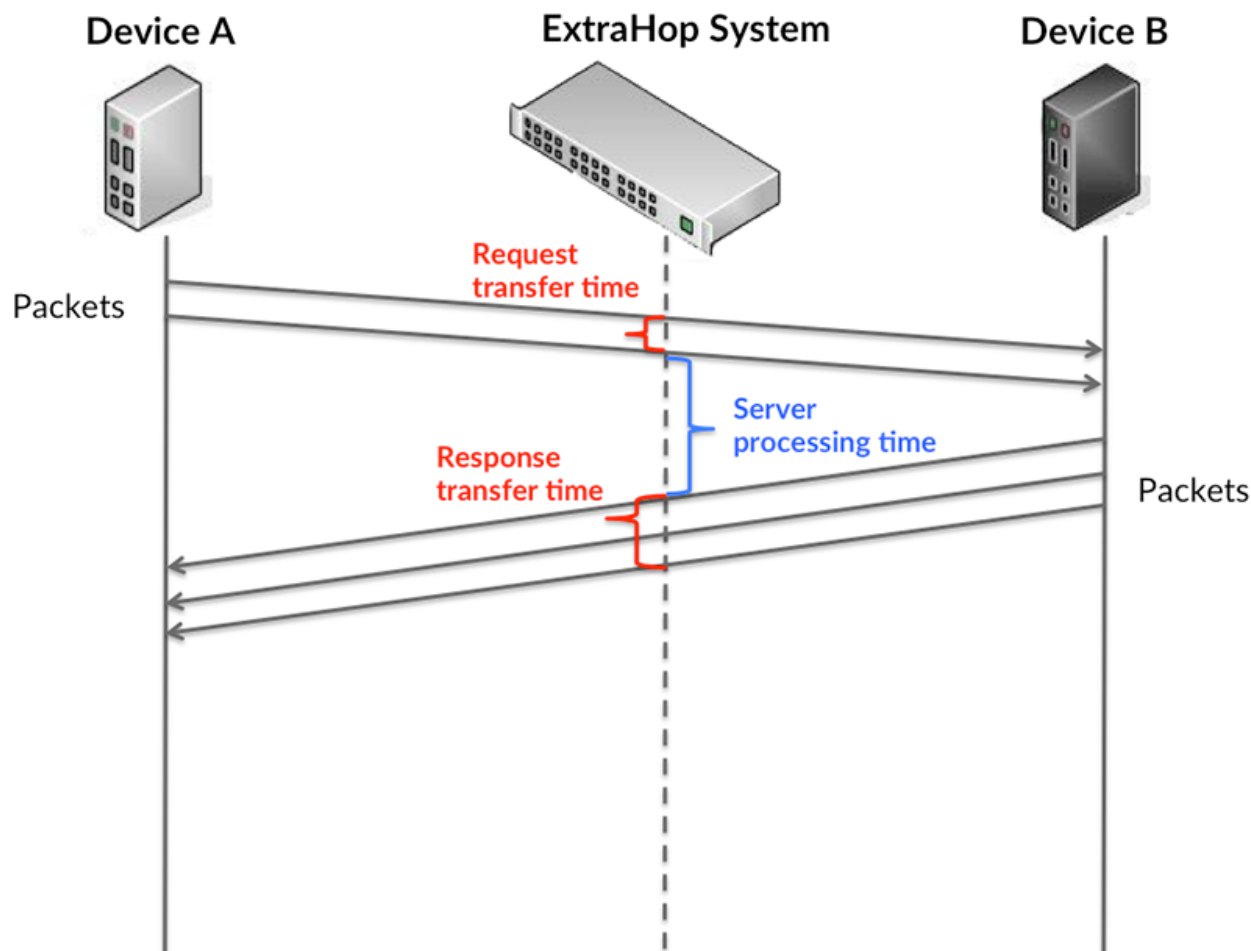 Device A
ExtraHop System
Device B
Request
transfer time
Packets
Server
processing time
Response
transfer time
Packets